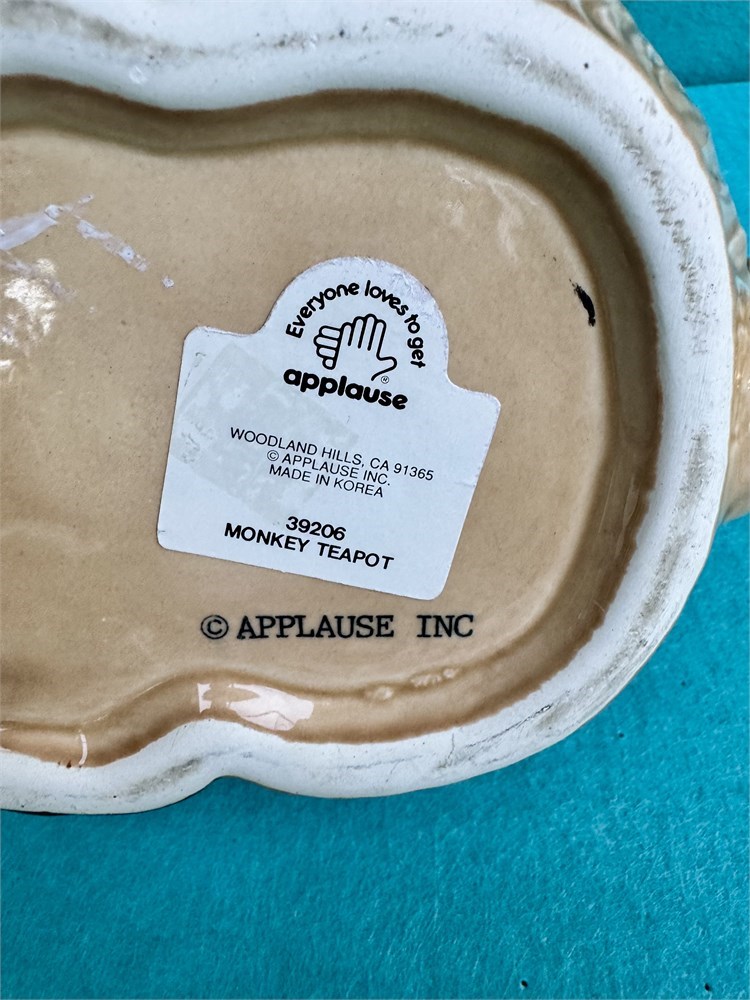 Everyone loves to get
applause®
WOODLAND HILLS, CA 91365
© APPLAUSE INC.
MADE IN KOREA
39206
MONKEY TEAPOT
© APPLAUSE INC